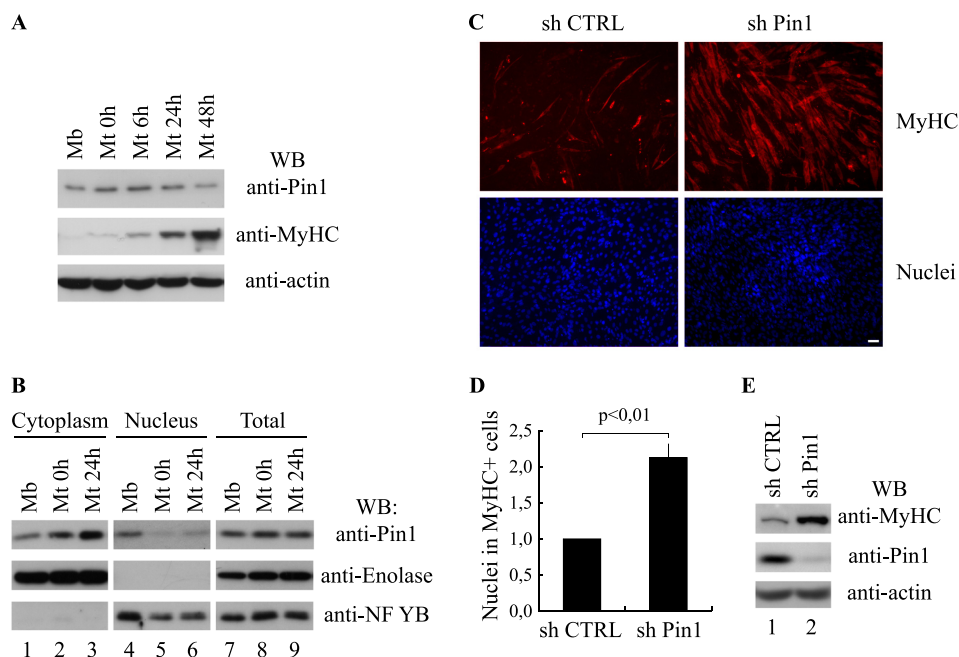 A
Mb
Mt 0h
Mt 6h
Mt 24h
Mt 48h
WB
anti-Pin1
anti-MyHC
anti-actin
B
Cytoplasm Nucleus Total
Mb
Mt 0h
Mt 24h
Mb
Mt 0h
Mt 24h
Mb
Mt 0h
Mt 24h
WB:
anti-Pin1
anti-Enolase
anti-NF YB
1 2 3 4 5 6 7 8 9
C
sh CTRL sh Pin1
MyHC
Nuclei
D
Nuclei in MyHC+ cells
p<0,01
2,5
2,0
1,5
1,0
0,5
0,0
sh CTRL sh Pin1
E
sh CTRL
sh Pin1
WB
anti-MyHC
anti-Pin1
anti-actin
1 2